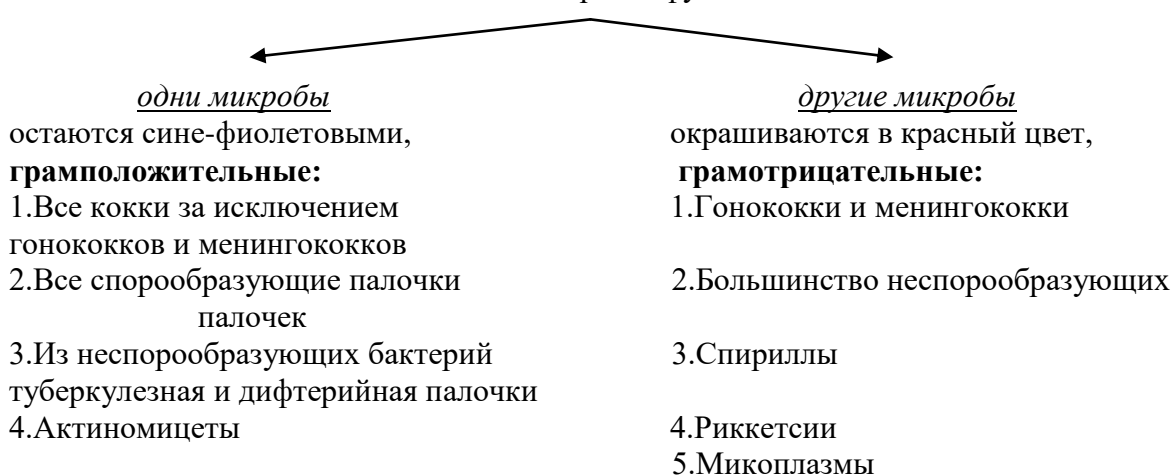 одни микробы
остаются сине-фиолетовыми,
грамположительные:
1.Все кокки за исключением
гонококков и менингококков
2.Все спорообразующие палочки
палочек
3.Из неспорообразующих бактерий
туберкулезная и дифтерийная палочки
4.Актиномицеты
другие микробы
окрашиваются в красный цвет,
грамотрицательные:
1.Гонококки и менингококки
2.Большинство неспорообразующих
3.Спириллы
4.Риккетсии
5.Микоплазмы